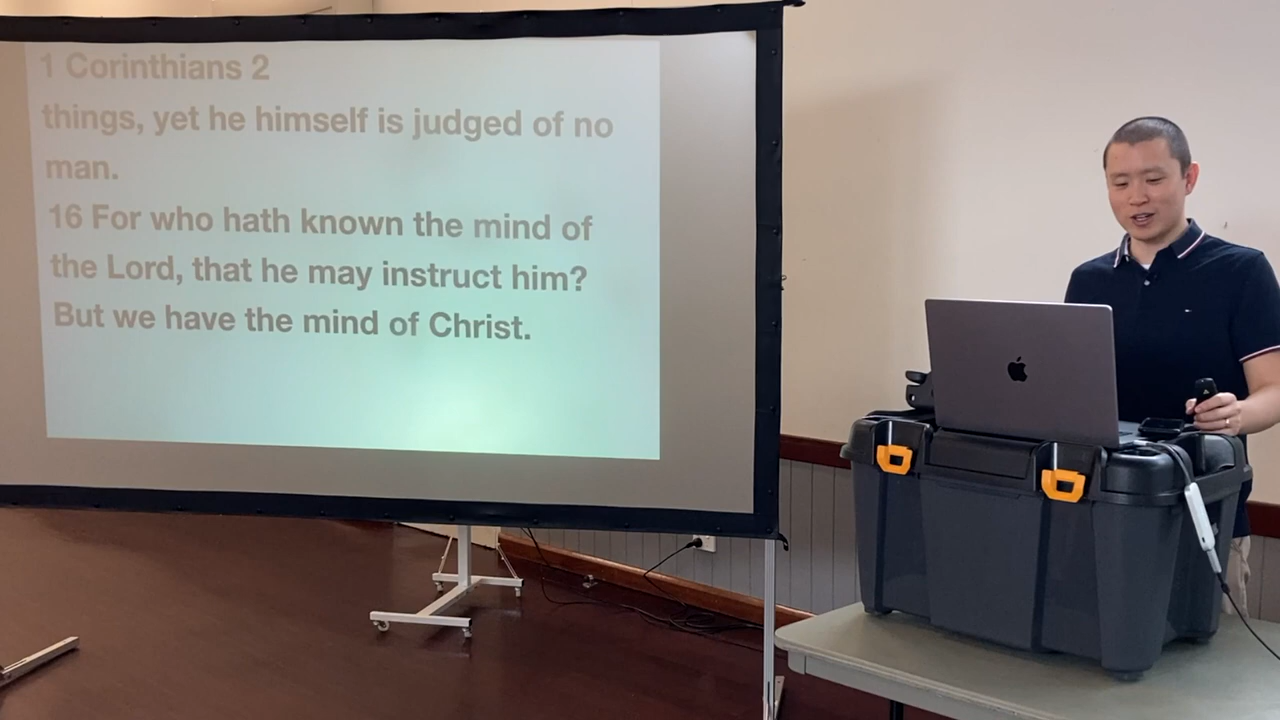 1 Corinthians 2
things, yet he himself is judged of no
man.
16 For who hath known the mind of
the Lord, that he may instruct him?
But we have the mind of Christ.